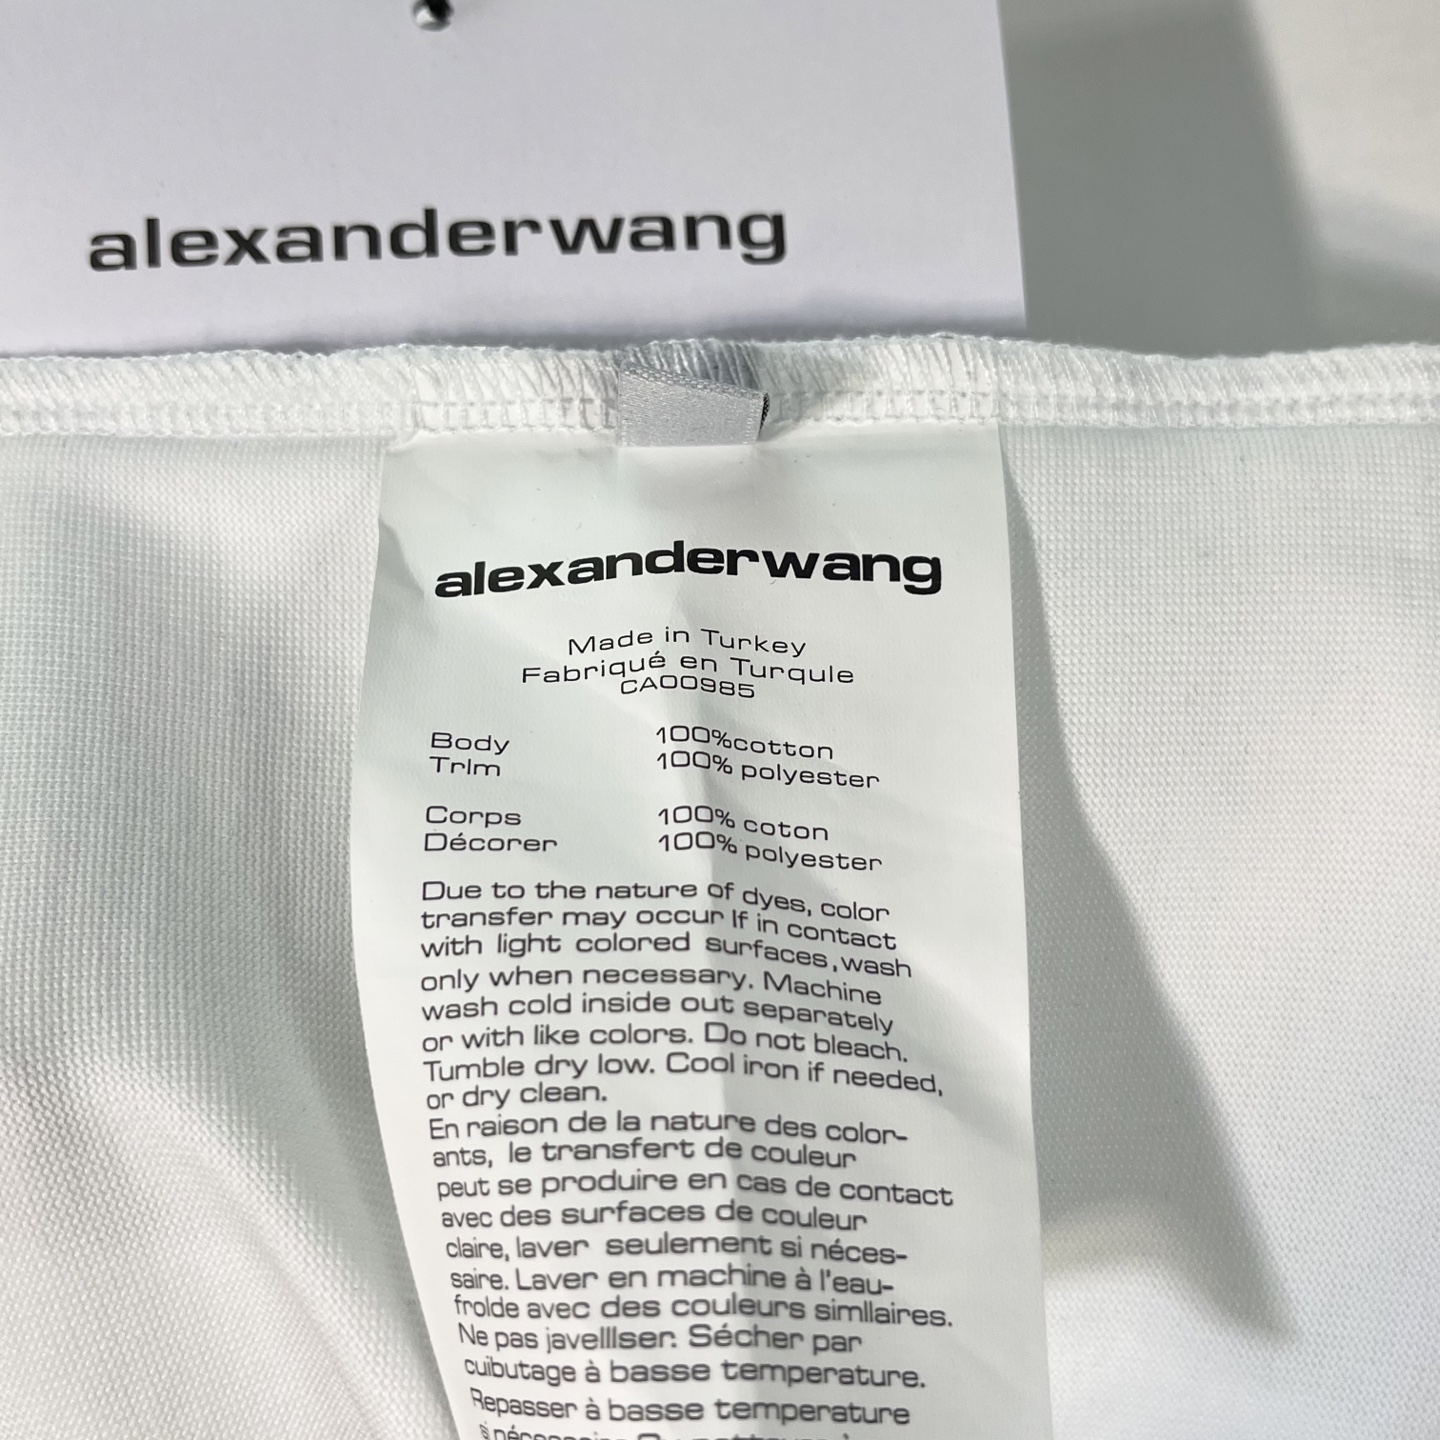 alexanderwang
alexanderwang
Made in Turkey
Fabriqué en Turqule
CA00985
Body 100%cotton
Trlm 100% polyester
Corps 100% coton
Décorer 100% polyester
Due to the nature of dyes, color
transfer may occur If in contact
with light colored surfaces, wash
only when necessary. Machine
wash cold inside out separately
or with like colors. Do not bleach.
Tumble dry low. Cool iron if needed,
or dry clean.
En raison de la nature des color-
ants, le transfert de couleur
peut se produire en cas de contact
avec des surfaces de couleur
claire, laver seulement si néces-
saire. Laver en machine à l'eau-
frolde avec des couleurs simllaires.
Ne pas javelllser. Sécher par
cuibutage à basse temperature.
Repasser à basse temperature